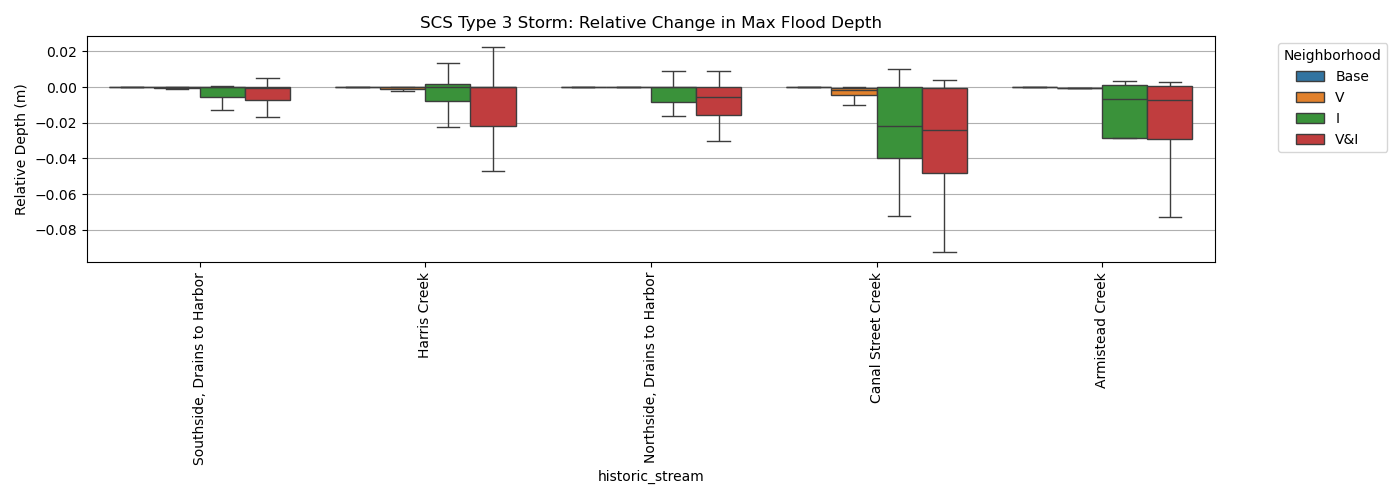 SCS Type 3 Storm: Relative Change in Max Flood Depth
Relative Depth (m)
0.02
0.00
−0.02
−0.04
−0.06
−0.08
Southside, Drains to Harbor
Harris Creek
Northside, Drains to Harbor
Canal Street Creek
Armistead Creek
historic_stream
Neighborhood
Base
V
I
V&I